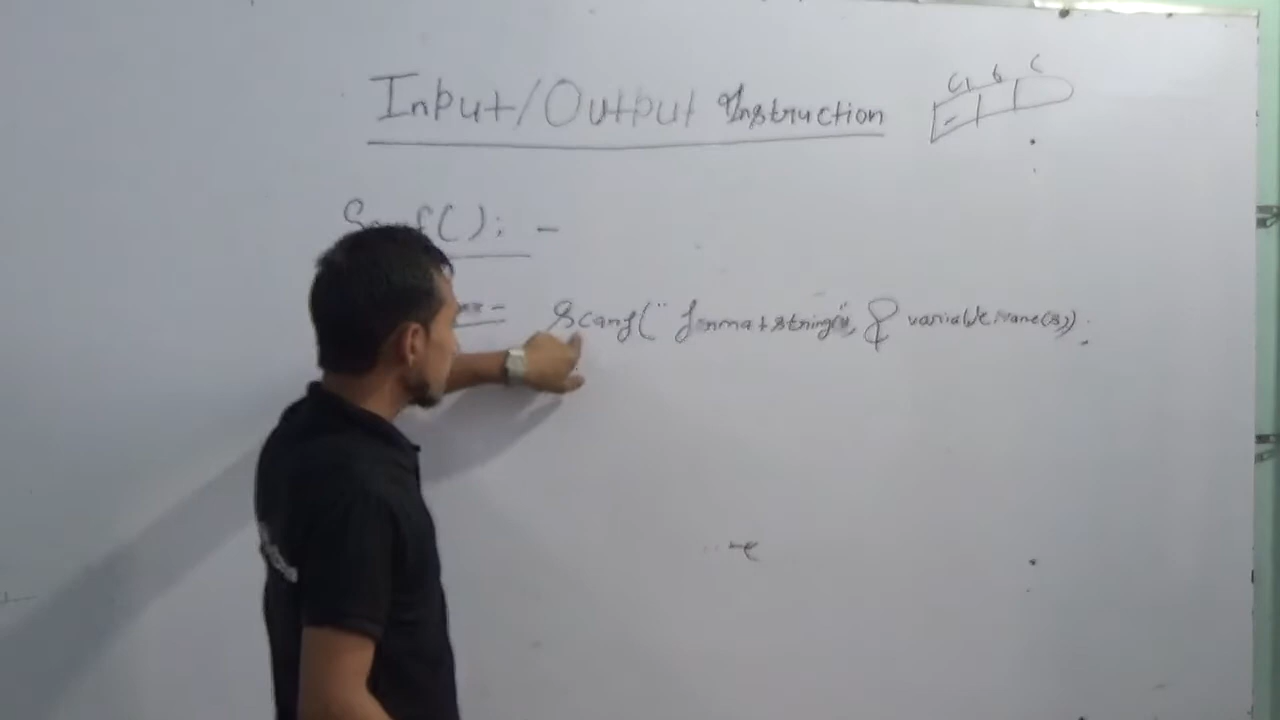 Input/Output Instruction
Scanf(); -
- Scanf(" format string(s)", & variable Name(s));